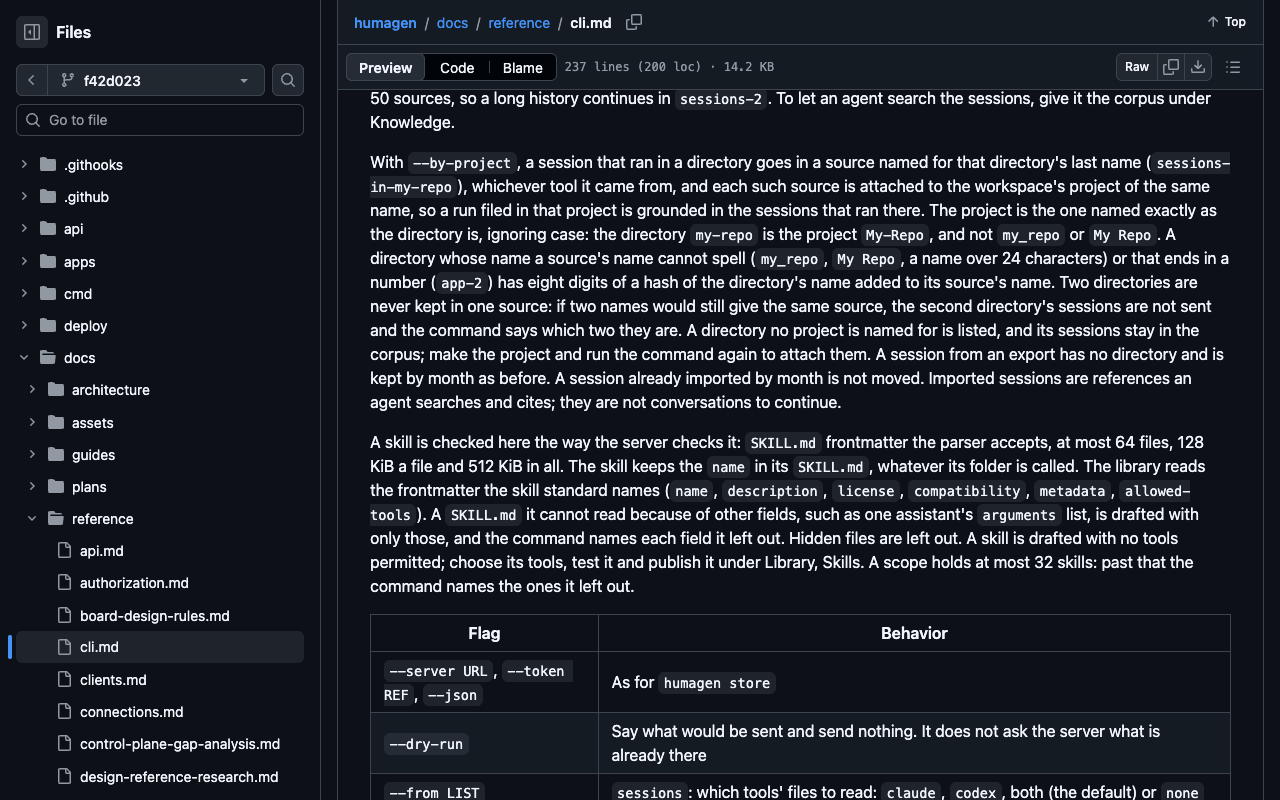 Files
f42d023
Go to file
.githooks
.github
api
apps
cmd
deploy
docs
architecture
assets
guides
plans
reference
api.md
authorization.md
board-design-rules.md
cli.md
clients.md
connections.md
control-plane-gap-analysis.md
design-reference-research.md
humagen / docs / reference / cli.md
Top
Preview Code Blame 237 lines (200 loc) · 14.2 KB
Raw
50 sources, so a long history continues in sessions-2. To let an agent search the sessions, give it the corpus under
Knowledge.
With --by-project, a session that ran in a directory goes in a source named for that directory's last name (sessions-
in-my-repo), whichever tool it came from, and each such source is attached to the workspace's project of the same
name, so a run filed in that project is grounded in the sessions that ran there. The project is the one named exactly as
the directory is, ignoring case: the directory my-repo is the project My-Repo, and not my_repo or My Repo. A
directory whose name a source's name cannot spell (my_repo, My Repo, a name over 24 characters) or that ends in a
number (app-2) has eight digits of a hash of the directory's name added to its source's name. Two directories are
never kept in one source: if two names would still give the same source, the second directory's sessions are not sent
and the command says which two they are. A directory no project is named for is listed, and its sessions stay in the
corpus; make the project and run the command again to attach them. A session from an export has no directory and is
kept by month as before. A session already imported by month is not moved. Imported sessions are references an
agent searches and cites; they are not conversations to continue.
A skill is checked here the way the server checks it: SKILL.md frontmatter the parser accepts, at most 64 files, 128
KiB a file and 512 KiB in all. The skill keeps the name in its SKILL.md, whatever its folder is called. The library reads
the frontmatter the skill standard names (name, description, license, compatibility, metadata, allowed-
tools). A SKILL.md it cannot read because of other fields, such as one assistant's arguments list, is drafted with
only those, and the command names each field it left out. Hidden files are left out. A skill is drafted with no tools
permitted; choose its tools, test it and publish it under Library, Skills. A scope holds at most 32 skills: past that the
command names the ones it left out.
Flag Behavior
--server URL, --token
REF, --json
As for humagen store
--dry-run
Say what would be sent and send nothing. It does not ask the server what is
already there
--from LIST
sessions: which tools' files to read: claude, codex, both (the default) or none